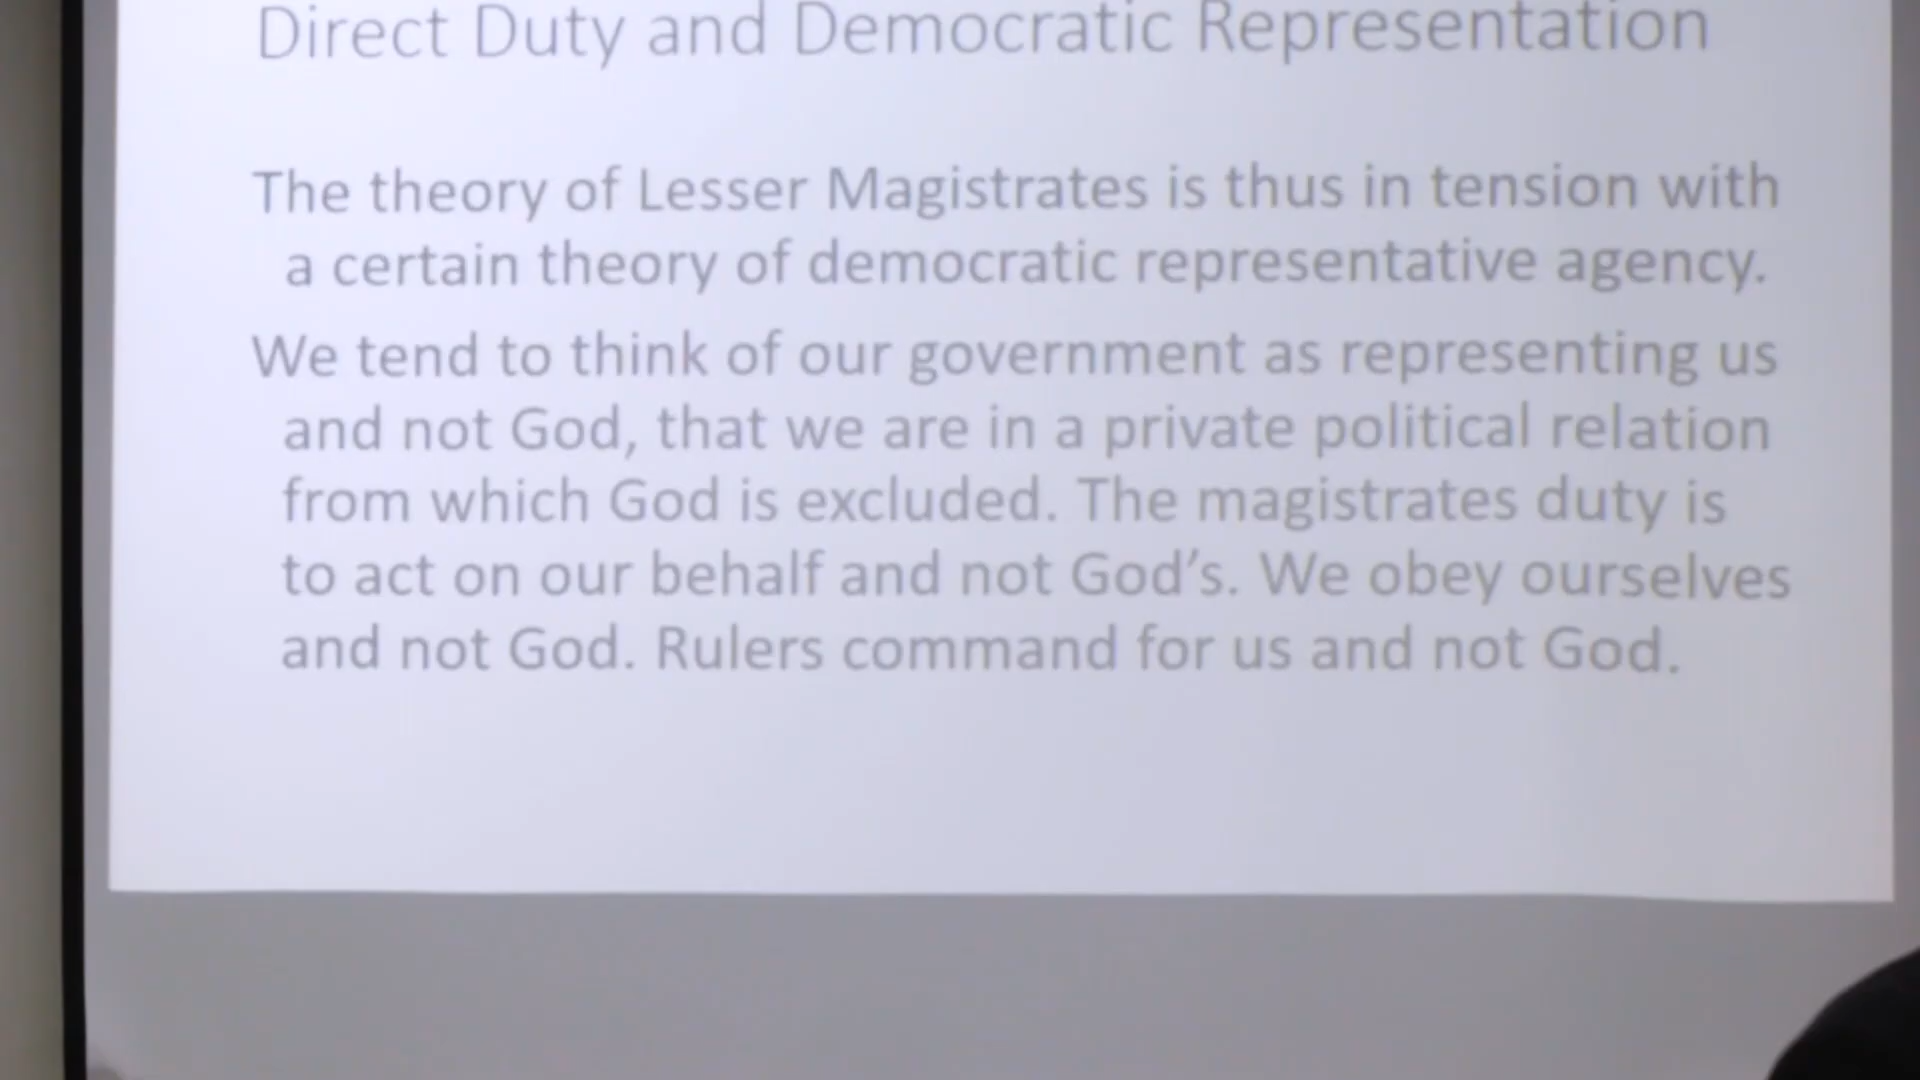 Direct Duty and Democratic Representation
The theory of Lesser Magistrates is thus in tension with
a certain theory of democratic representative agency.
We tend to think of our government as representing us
and not God, that we are in a private political relation
from which God is excluded. The magistrates duty is
to act on our behalf and not God’s. We obey ourselves
and not God. Rulers command for us and not God.